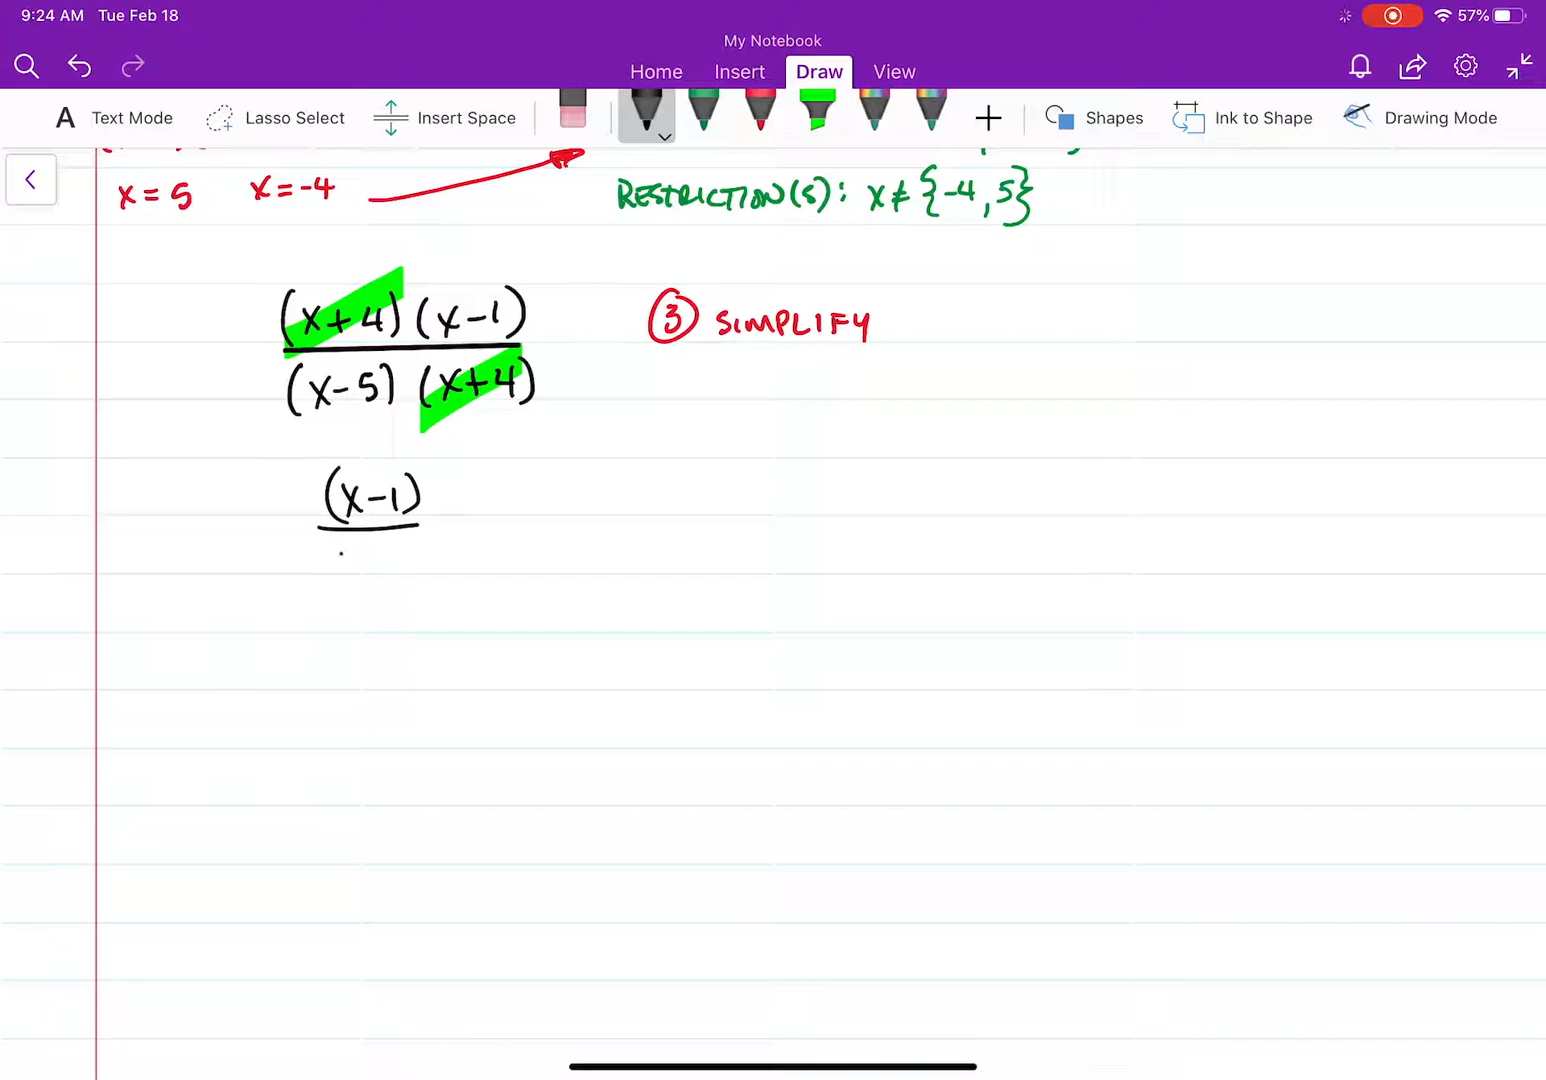 9:24 AM Tue Feb 18
57%
My Notebook
Home Insert Draw View
A Text Mode Lasso Select Insert Space Shapes Ink to Shape Drawing Mode
x = 5 x = -4
RESTRICTION(S): x ≠ {-4, 5}
(x+4)(x-1)
(x-5)(x+4)
③ SIMPLIFY
(x-1)